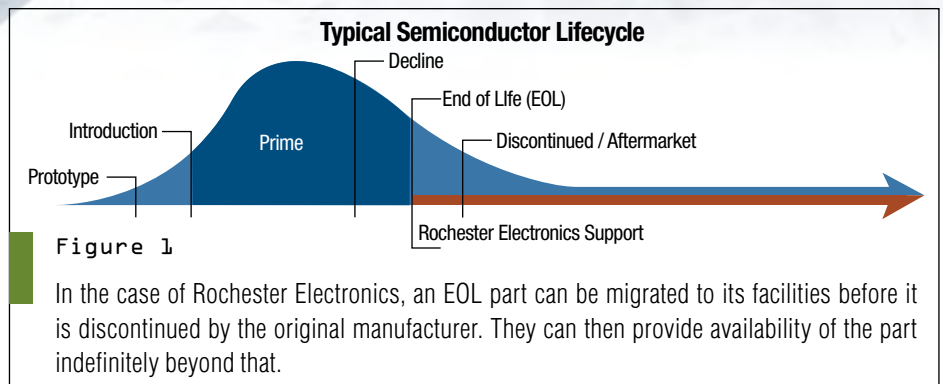 Typical Semiconductor Lifecycle
Decline
End of LIfe (EOL)
Introduction
Prime
Discontinued / Aftermarket
Prototype
Rochester Electronics Support
Figure 1
In the case of Rochester Electronics, an EOL part can be migrated to its facilities before it
is discontinued by the original manufacturer. They can then provide availability of the part
indefinitely beyond that.